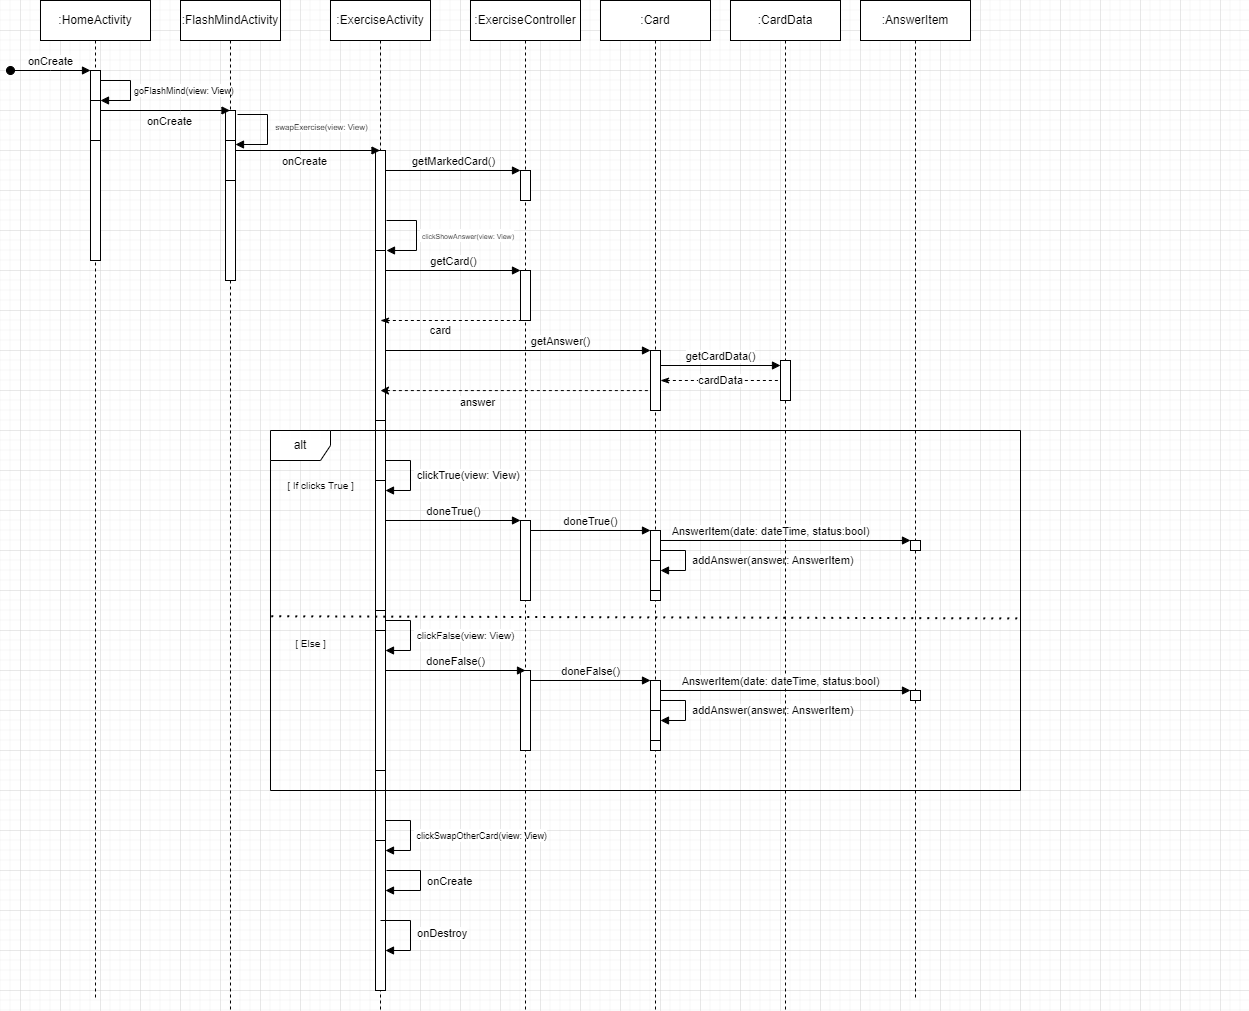 :HomeActivity
:FlashMindActivity
:ExerciseActivity
:ExerciseController
:Card
:CardData
:AnswerItem
onCreate
goFlashMind(view: View)
onCreate
swapExercise(view: View)
onCreate
getMarkedCard()
clickShowAnswer(view: View)
getCard()
card
getAnswer()
getCardData()
cardData
answer
alt
[ If clicks True ]
clickTrue(view: View)
doneTrue()
doneTrue()
AnswerItem(date: dateTime, status:bool)
addAnswer(answer: AnswerItem)
[ Else ]
clickFalse(view: View)
doneFalse()
doneFalse()
AnswerItem(date: dateTime, status:bool)
addAnswer(answer: AnswerItem)
clickSwapOtherCard(view: View)
onCreate
onDestroy